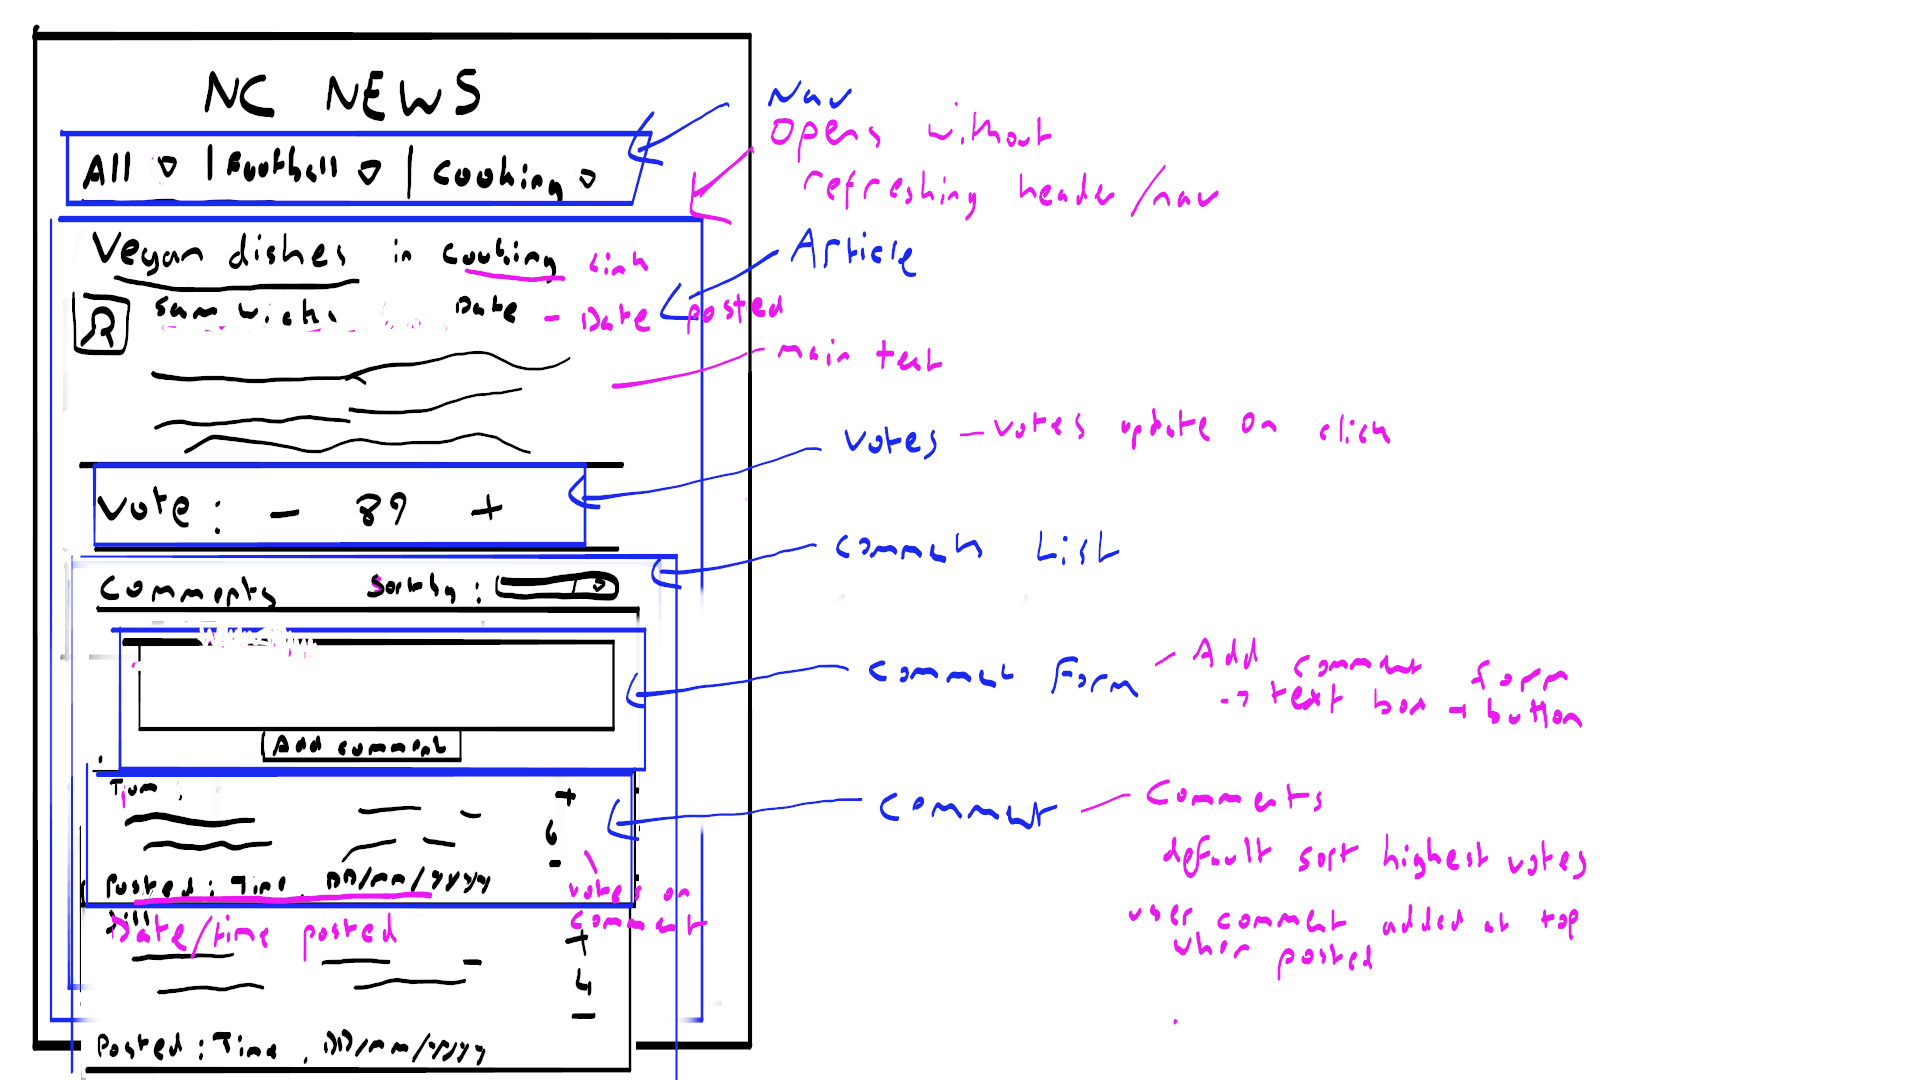 NC NEWS
All ▽ | Football ▽ | Cooking ▽
Vegan dishes in Cooking Link
Date - Date posted
Vote: - 89 +
Comments Sort by:
Add comment
Tom:
+
6
-
Posted: Time, DD/MM/YYYY
votes on
comment
Date/time posted
+
4
-
Posted: Time, DD/MM/YYYY
Nav
Opens without
refreshing header/nav
Article
main text
Votes - votes update on click
Comments List
Comment Form - Add comment form
-> text box -> button
Comment - Comments
default sort highest votes
user comment added at top
when posted